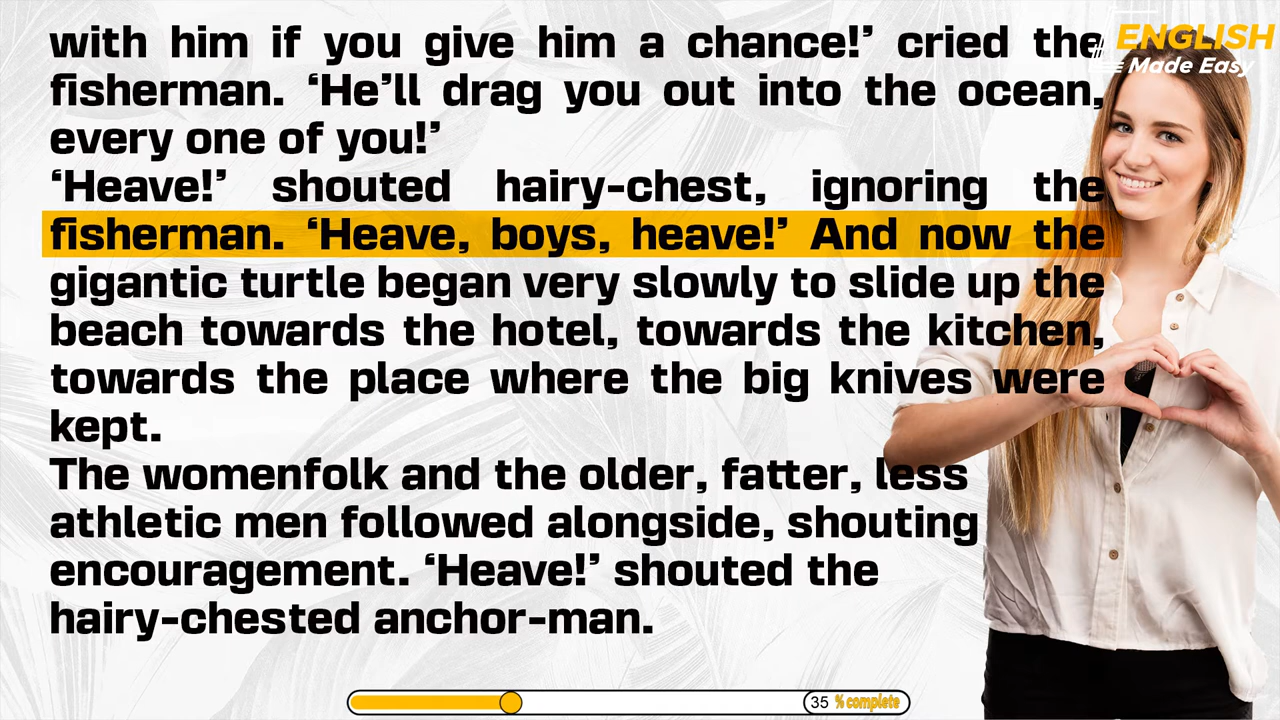 with him if you give him a chance!’ cried the
fisherman. ‘He’ll drag you out into the ocean,
every one of you!’
‘Heave!’ shouted hairy-chest, ignoring the
fisherman. ‘Heave, boys, heave!’ And now the
gigantic turtle began very slowly to slide up the
beach towards the hotel, towards the kitchen,
towards the place where the big knives were
kept.
The womenfolk and the older, fatter, less
athletic men followed alongside, shouting
encouragement. ‘Heave!’ shouted the
hairy-chested anchor-man.
ENGLISH
Made Easy
35 % complete